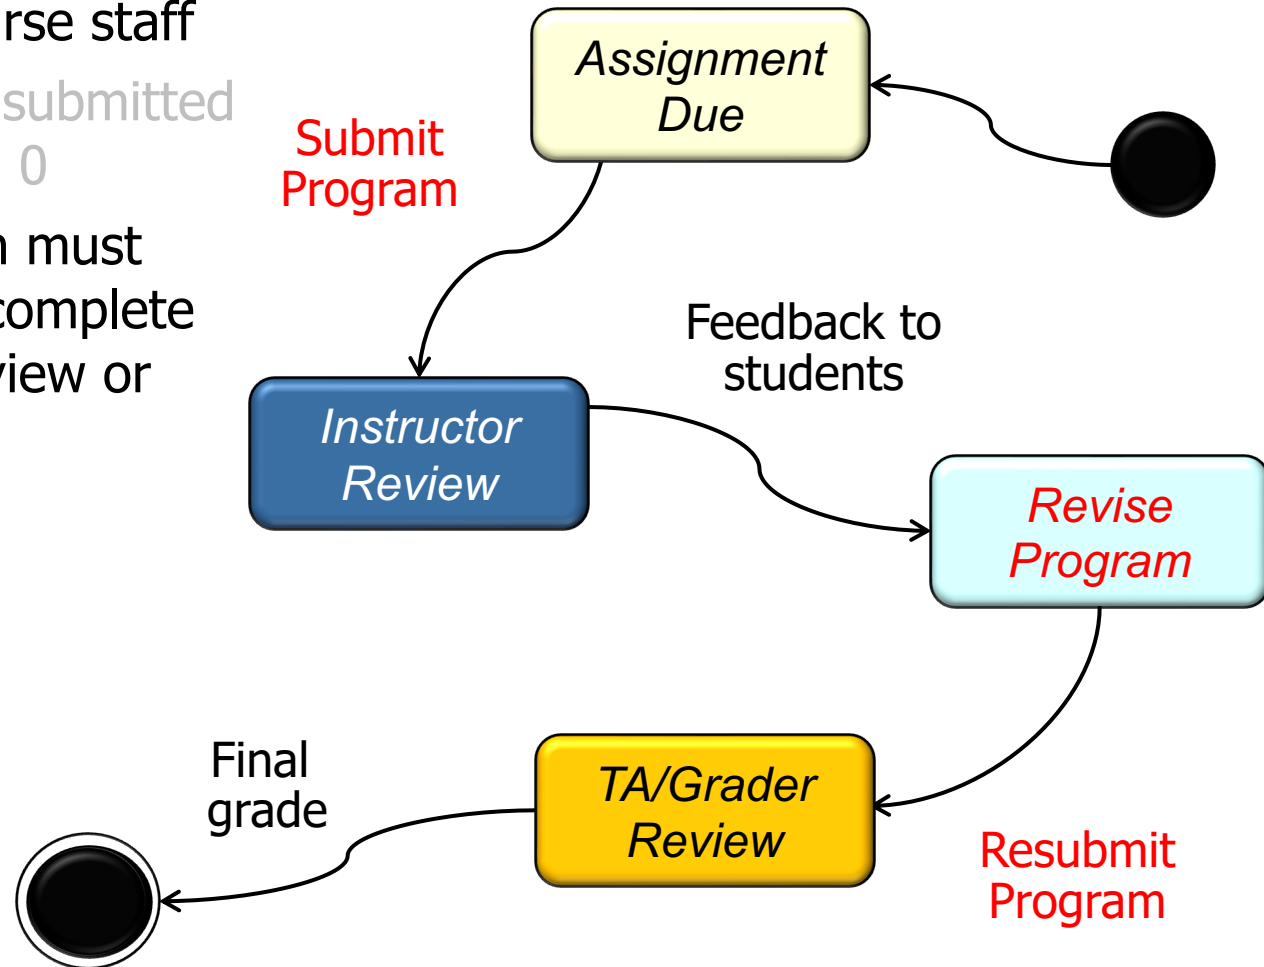 rse staff
submitted
0
must
complete
view or
Assignment
Due
Submit
Program
Feedback to
students
Instructor
Review
Revise
Program
Final
grade
TA/Grader
Review
Resubmit
Program